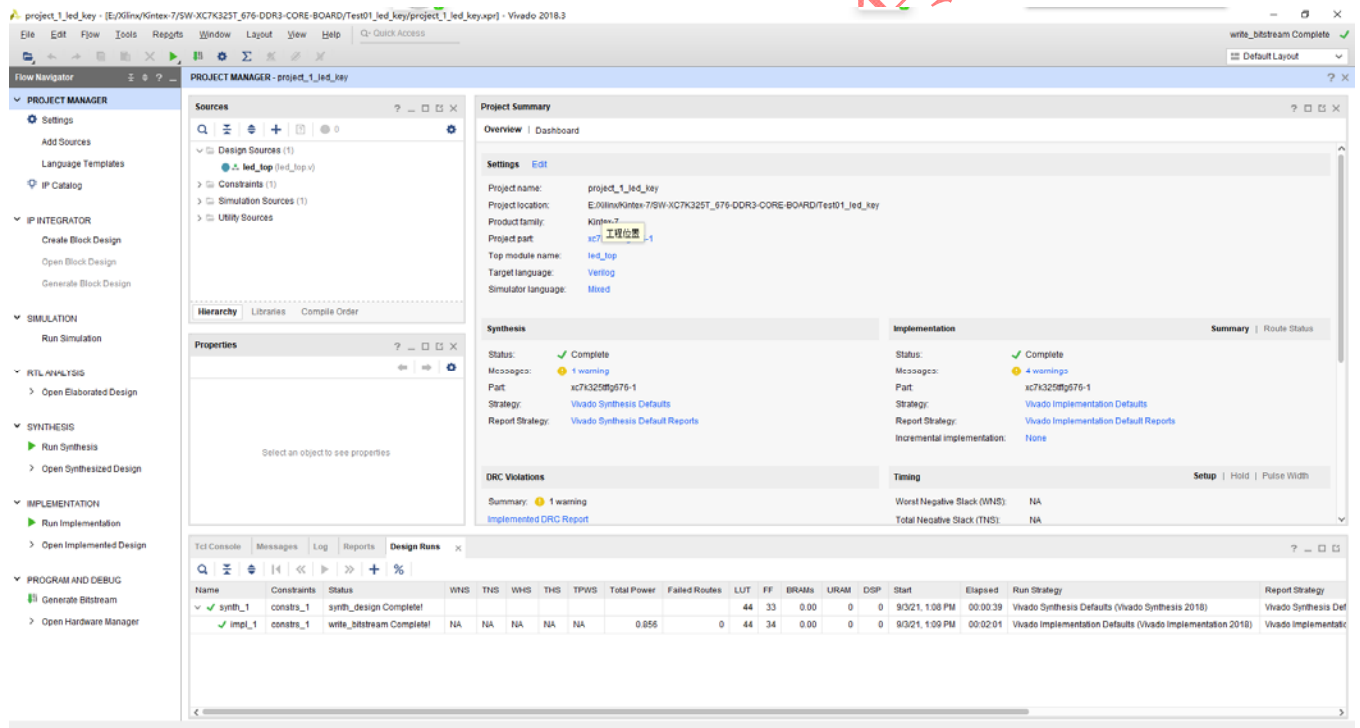 project_1_led_key - [E:/Xilinx/Kintex-7/SW-XC7K325T_676-DDR3-CORE-BOARD/Test01_led_key/project_1_led_key.xpr] - Vivado 2018.3
File Edit Flow Tools Reports Window Layout View Help Q- Quick Access
write_bitstream Complete
Default Layout
Flow Navigator
PROJECT MANAGER - project_1_led_key
PROJECT MANAGER
Settings
Add Sources
Language Templates
IP Catalog
IP INTEGRATOR
Create Block Design
Open Block Design
Generate Block Design
SIMULATION
Run Simulation
RTL ANALYSIS
Open Elaborated Design
SYNTHESIS
Run Synthesis
Open Synthesized Design
IMPLEMENTATION
Run Implementation
Open Implemented Design
PROGRAM AND DEBUG
Generate Bitstream
Open Hardware Manager
Sources
0
Design Sources (1)
led_top (led_top.v)
Constraints (1)
Simulation Sources (1)
Utility Sources
Hierarchy Libraries Compile Order
Properties
Select an object to see properties
Project Summary
Overview | Dashboard
Settings Edit
Project name: project_1_led_key
Project location: E:/Xilinx/Kintex-7/SW-XC7K325T_676-DDR3-CORE-BOARD/Test01_led_key
Product family: Kintex-7
工程位置
Project part: xc7 -1
Top module name: led_top
Target language: Verilog
Simulator language: Mixed
Synthesis
Status: Complete
Messages: 1 warning
Part: xc7k325tffg676-1
Strategy: Vivado Synthesis Defaults
Report Strategy: Vivado Synthesis Default Reports
Implementation Summary | Route Status
Status: Complete
Messages: 4 warnings
Part: xc7k325tffg676-1
Strategy: Vivado Implementation Defaults
Report Strategy: Vivado Implementation Default Reports
Incremental implementation: None
DRC Violations
Summary: 1 warning
Implemented DRC Report
Timing Setup | Hold | Pulse Width
Worst Negative Slack (WNS): NA
Total Negative Slack (TNS): NA
Tcl Console Messages Log Reports Design Runs
Name Constraints Status WNS TNS WHS THS TPWS Total Power Failed Routes LUT FF BRAMs URAM DSP Start Elapsed Run Strategy Report Strategy
synth_1 constrs_1 synth_design Complete! 44 33 0.00 0 0 9/3/21, 1:08 PM 00:00:39 Vivado Synthesis Defaults (Vivado Synthesis 2018) Vivado Synthesis Def
impl_1 constrs_1 write_bitstream Complete! NA NA NA NA NA 0.856 0 44 34 0.00 0 0 9/3/21, 1:09 PM 00:02:01 Vivado Implementation Defaults (Vivado Implementation 2018) Vivado Implementatic